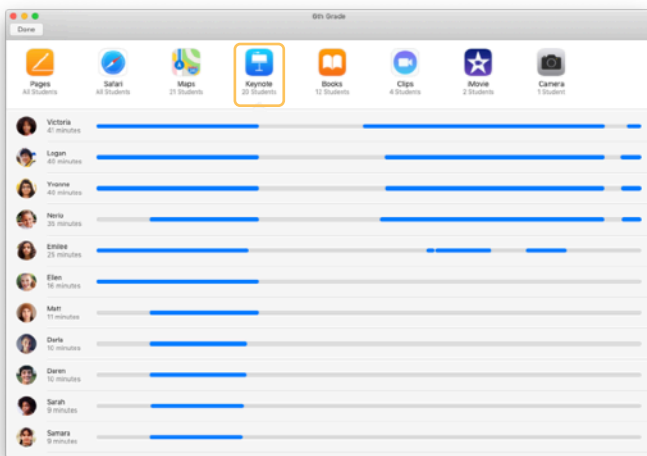 6th Grade
Done
Pages
All Students
Safari
All Students
Maps
21 Students
Keynote
20 Students
Books
12 Students
Clips
4 Students
iMovie
2 Students
Camera
1 Student
Victoria
41 minutes
Logan
40 minutes
Yvonne
40 minutes
Nerio
35 minutes
Emilee
25 minutes
Ellen
16 minutes
Matt
11 minutes
Darla
10 minutes
Daren
10 minutes
Sarah
9 minutes
Samara
9 minutes